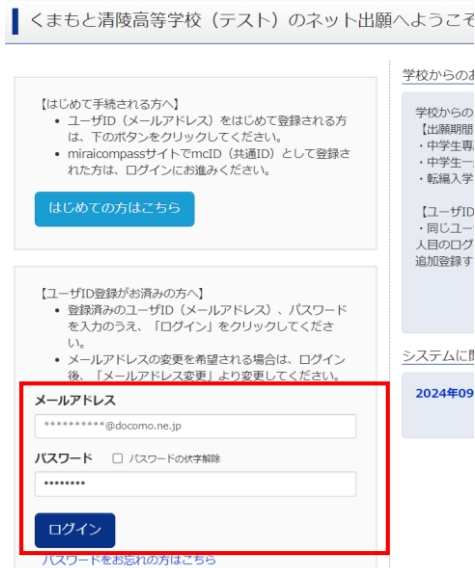 くまもと清陵高等学校（テスト）のネット出願へようこそ
【はじめて手続される方へ】
• ユーザID（メールアドレス）をはじめて登録される方
は、下のボタンをクリックしてください。
• miraicompassサイトでmcID（共通ID）として登録さ
れた方は、ログインにお進みください。
はじめての方はこちら
【ユーザID登録がお済みの方へ】
• 登録済みのユーザID（メールアドレス）、パスワード
を入力のうえ、「ログイン」をクリックしてくださ
い。
• メールアドレスの変更を希望される場合は、ログイン
後、「メールアドレス変更」より変更してください。
メールアドレス
**********@docomo.ne.jp
パスワード パスワードの伏字解除
••••••••
ログイン
パスワードをお忘れの方はこちら
学校からのお
学校からの
【出願期間
・中学生専
・中学生一
・転編入学
【ユーザID
・同じユー
人目のログ
追加登録す
システムに
2024年09